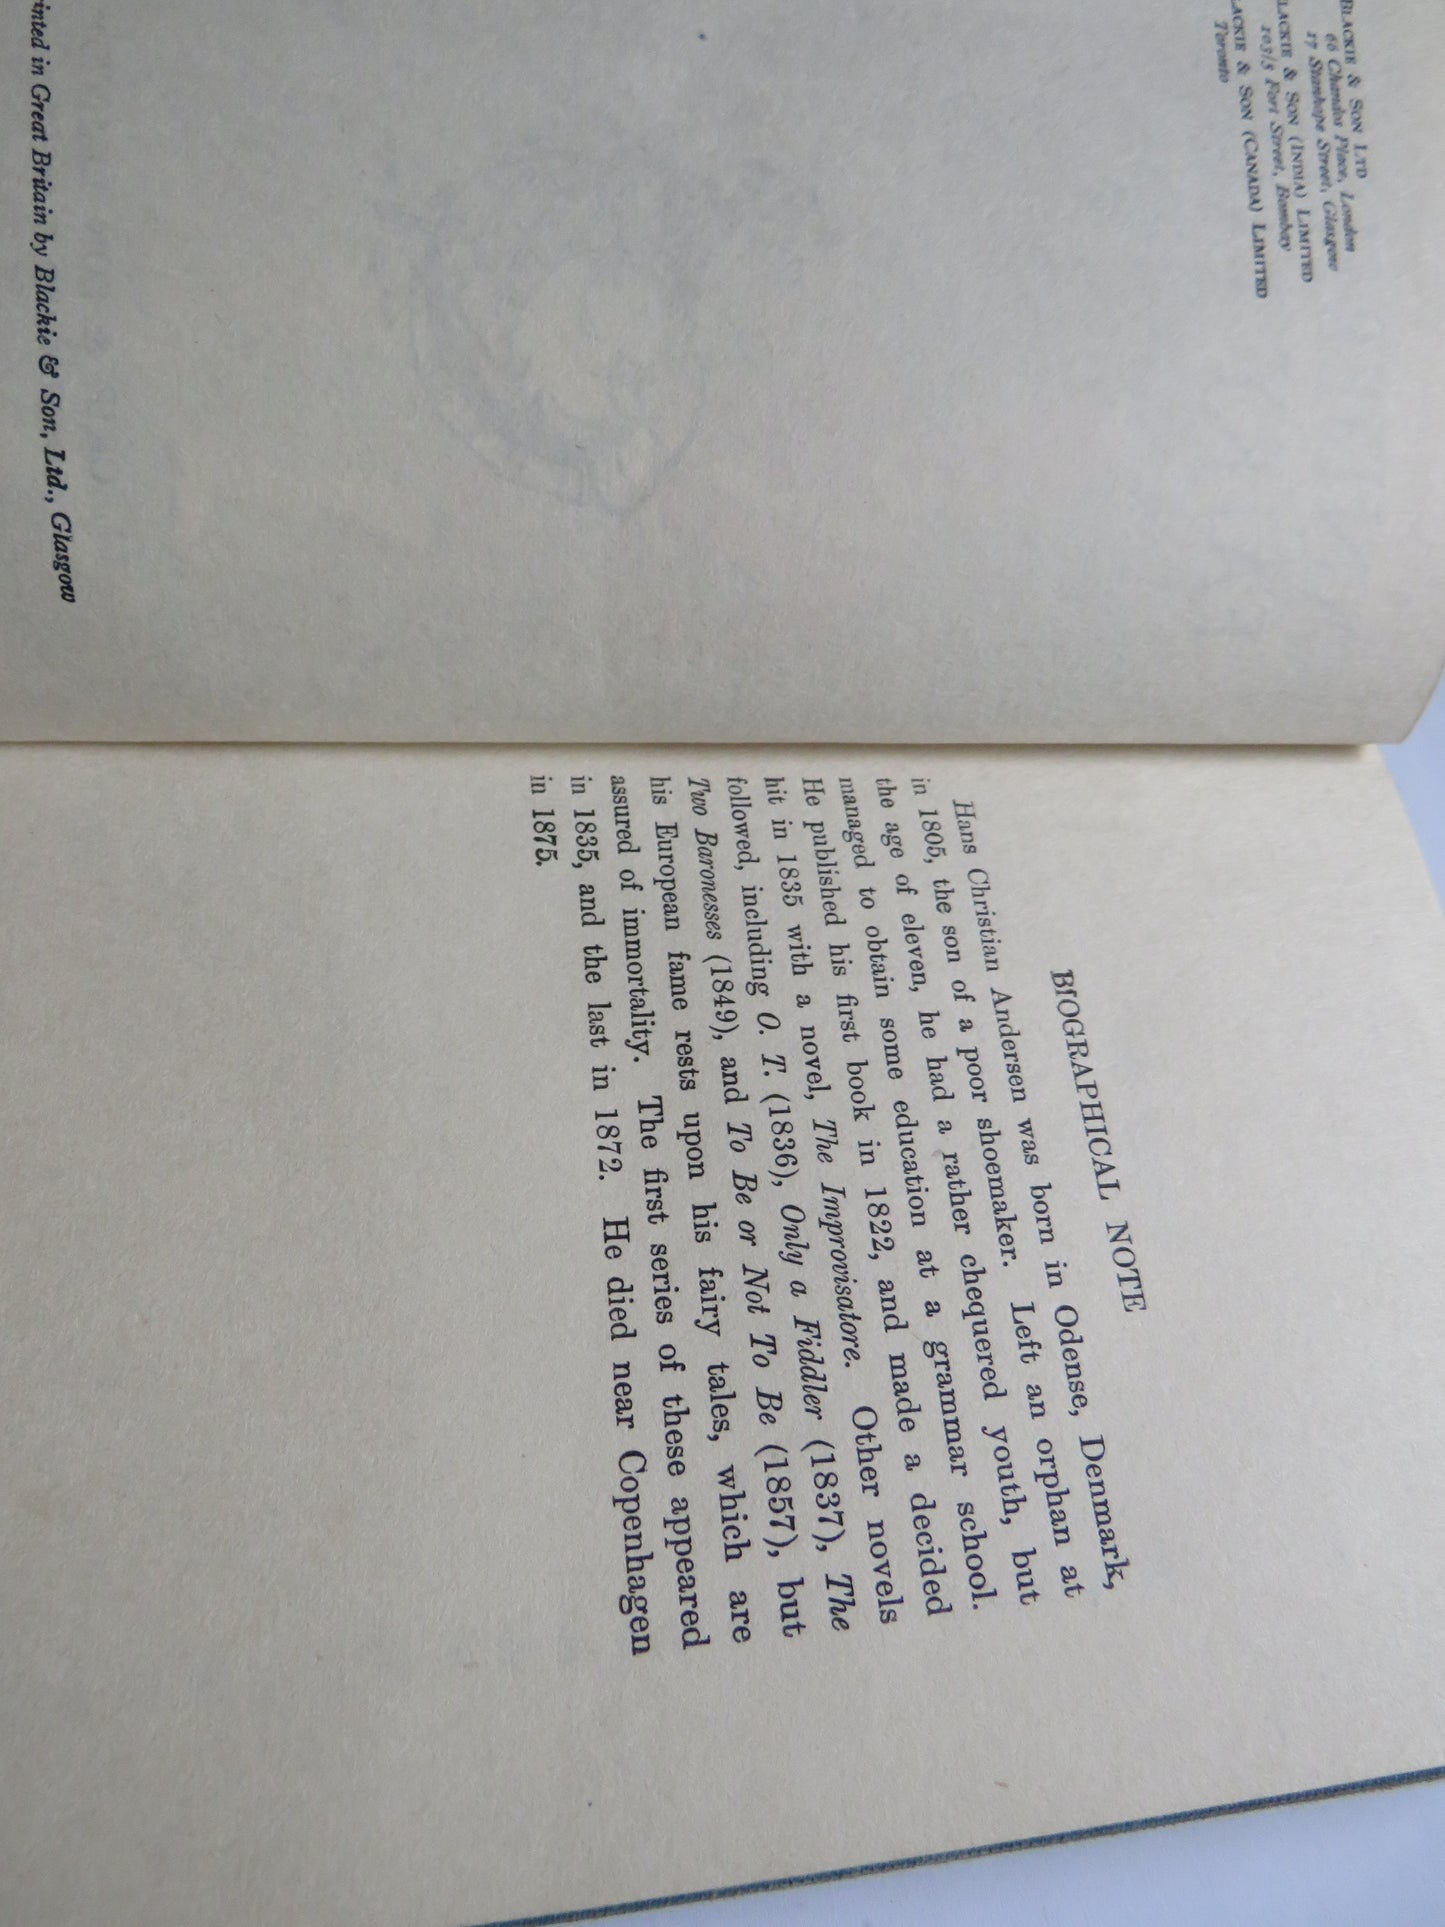 BLACKIE & SON LTD
66 Chandos Place, London
17 Stanhope Street, Glasgow
BLACKIE & SON (INDIA) LIMITED
103/5 Fort Street, Bombay
BLACKIE & SON (CANADA) LIMITED
Toronto
inted in Great Britain by Blackie & Son, Ltd., Glasgow
BIOGRAPHICAL NOTE
Hans Christian Andersen was born in Odense, Denmark,
in 1805, the son of a poor shoemaker. Left an orphan at
the age of eleven, he had a rather chequered youth, but
managed to obtain some education at a grammar school.
He published his first book in 1822, and made a decided
hit in 1835 with a novel, The Improvisatore. Other novels
followed, including O. T. (1836), Only a Fiddler (1837), The
Two Baronesses (1849), and To Be or Not To Be (1857), but
his European fame rests upon his fairy tales, which are
assured of immortality. The first series of these appeared
in 1835, and the last in 1872. He died near Copenhagen
in 1875.